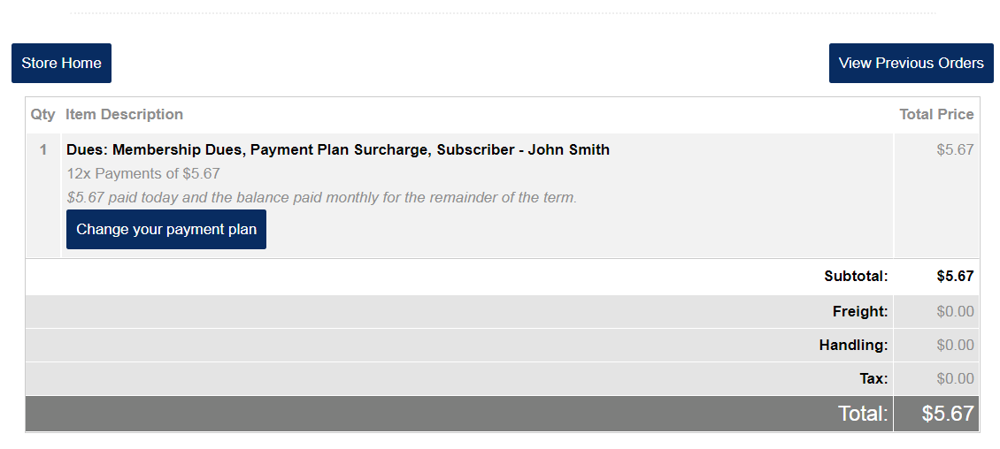 Store Home
View Previous Orders
Qty Item Description Total Price
1 Dues: Membership Dues, Payment Plan Surcharge, Subscriber - John Smith $5.67
12x Payments of $5.67
$5.67 paid today and the balance paid monthly for the remainder of the term.
Change your payment plan
Subtotal: $5.67
Freight: $0.00
Handling: $0.00
Tax: $0.00
Total: $5.67